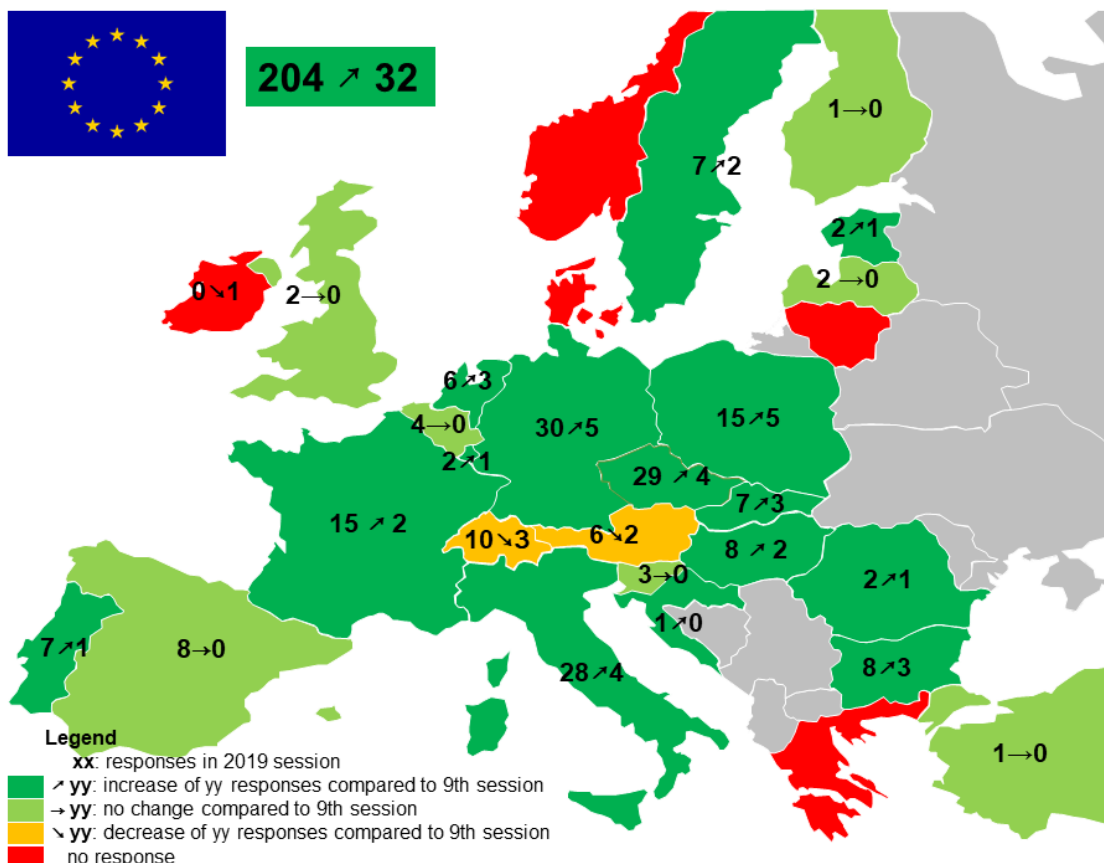 204 ↗ 32
1→0
7↗2
2↗1
2→0
0↘1
2→0
6↗3
4→0
2↗1
30↗5
15↗5
29 ↗ 4
7↗3
15 ↗ 2
10↘3
6↘2
8 ↗ 2
3→0
2↗1
1↗0
7↗1
8→0
28↗4
8↗3
1→0
Legend
xx: responses in 2019 session
↗ yy: increase of yy responses compared to 9th session
→ yy: no change compared to 9th session
↘ yy: decrease of yy responses compared to 9th session
no response